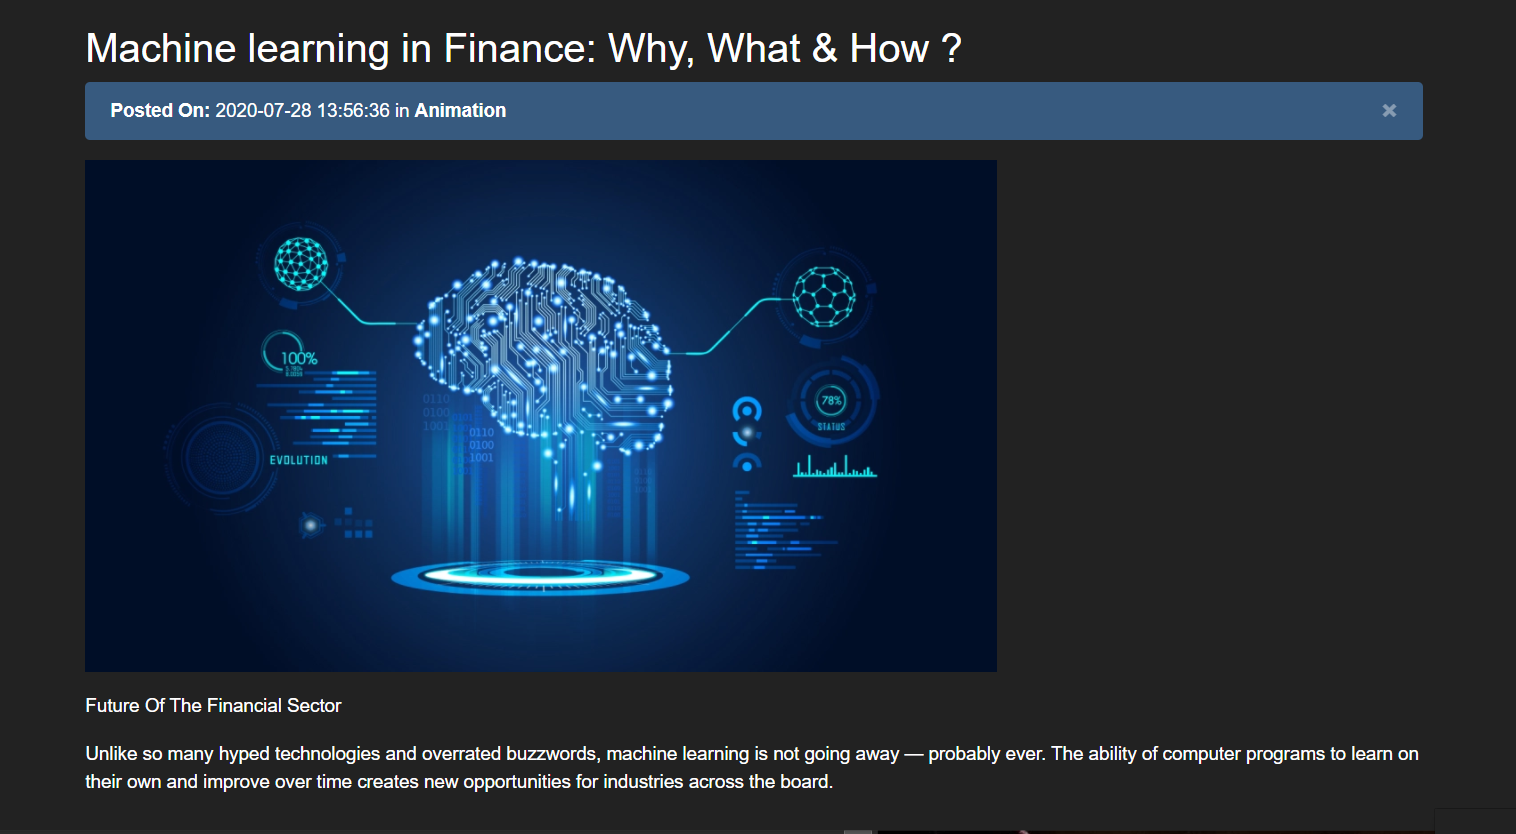 Machine learning in Finance: Why, What & How ?
Posted On: 2020-07-28 13:56:36 in Animation
×
100%
EVOLUTION
0110
0100
1001
0110
0100
1001
78%
STATUS
Future Of The Financial Sector
Unlike so many hyped technologies and overrated buzzwords, machine learning is not going away — probably ever. The ability of computer programs to learn on
their own and improve over time creates new opportunities for industries across the board.